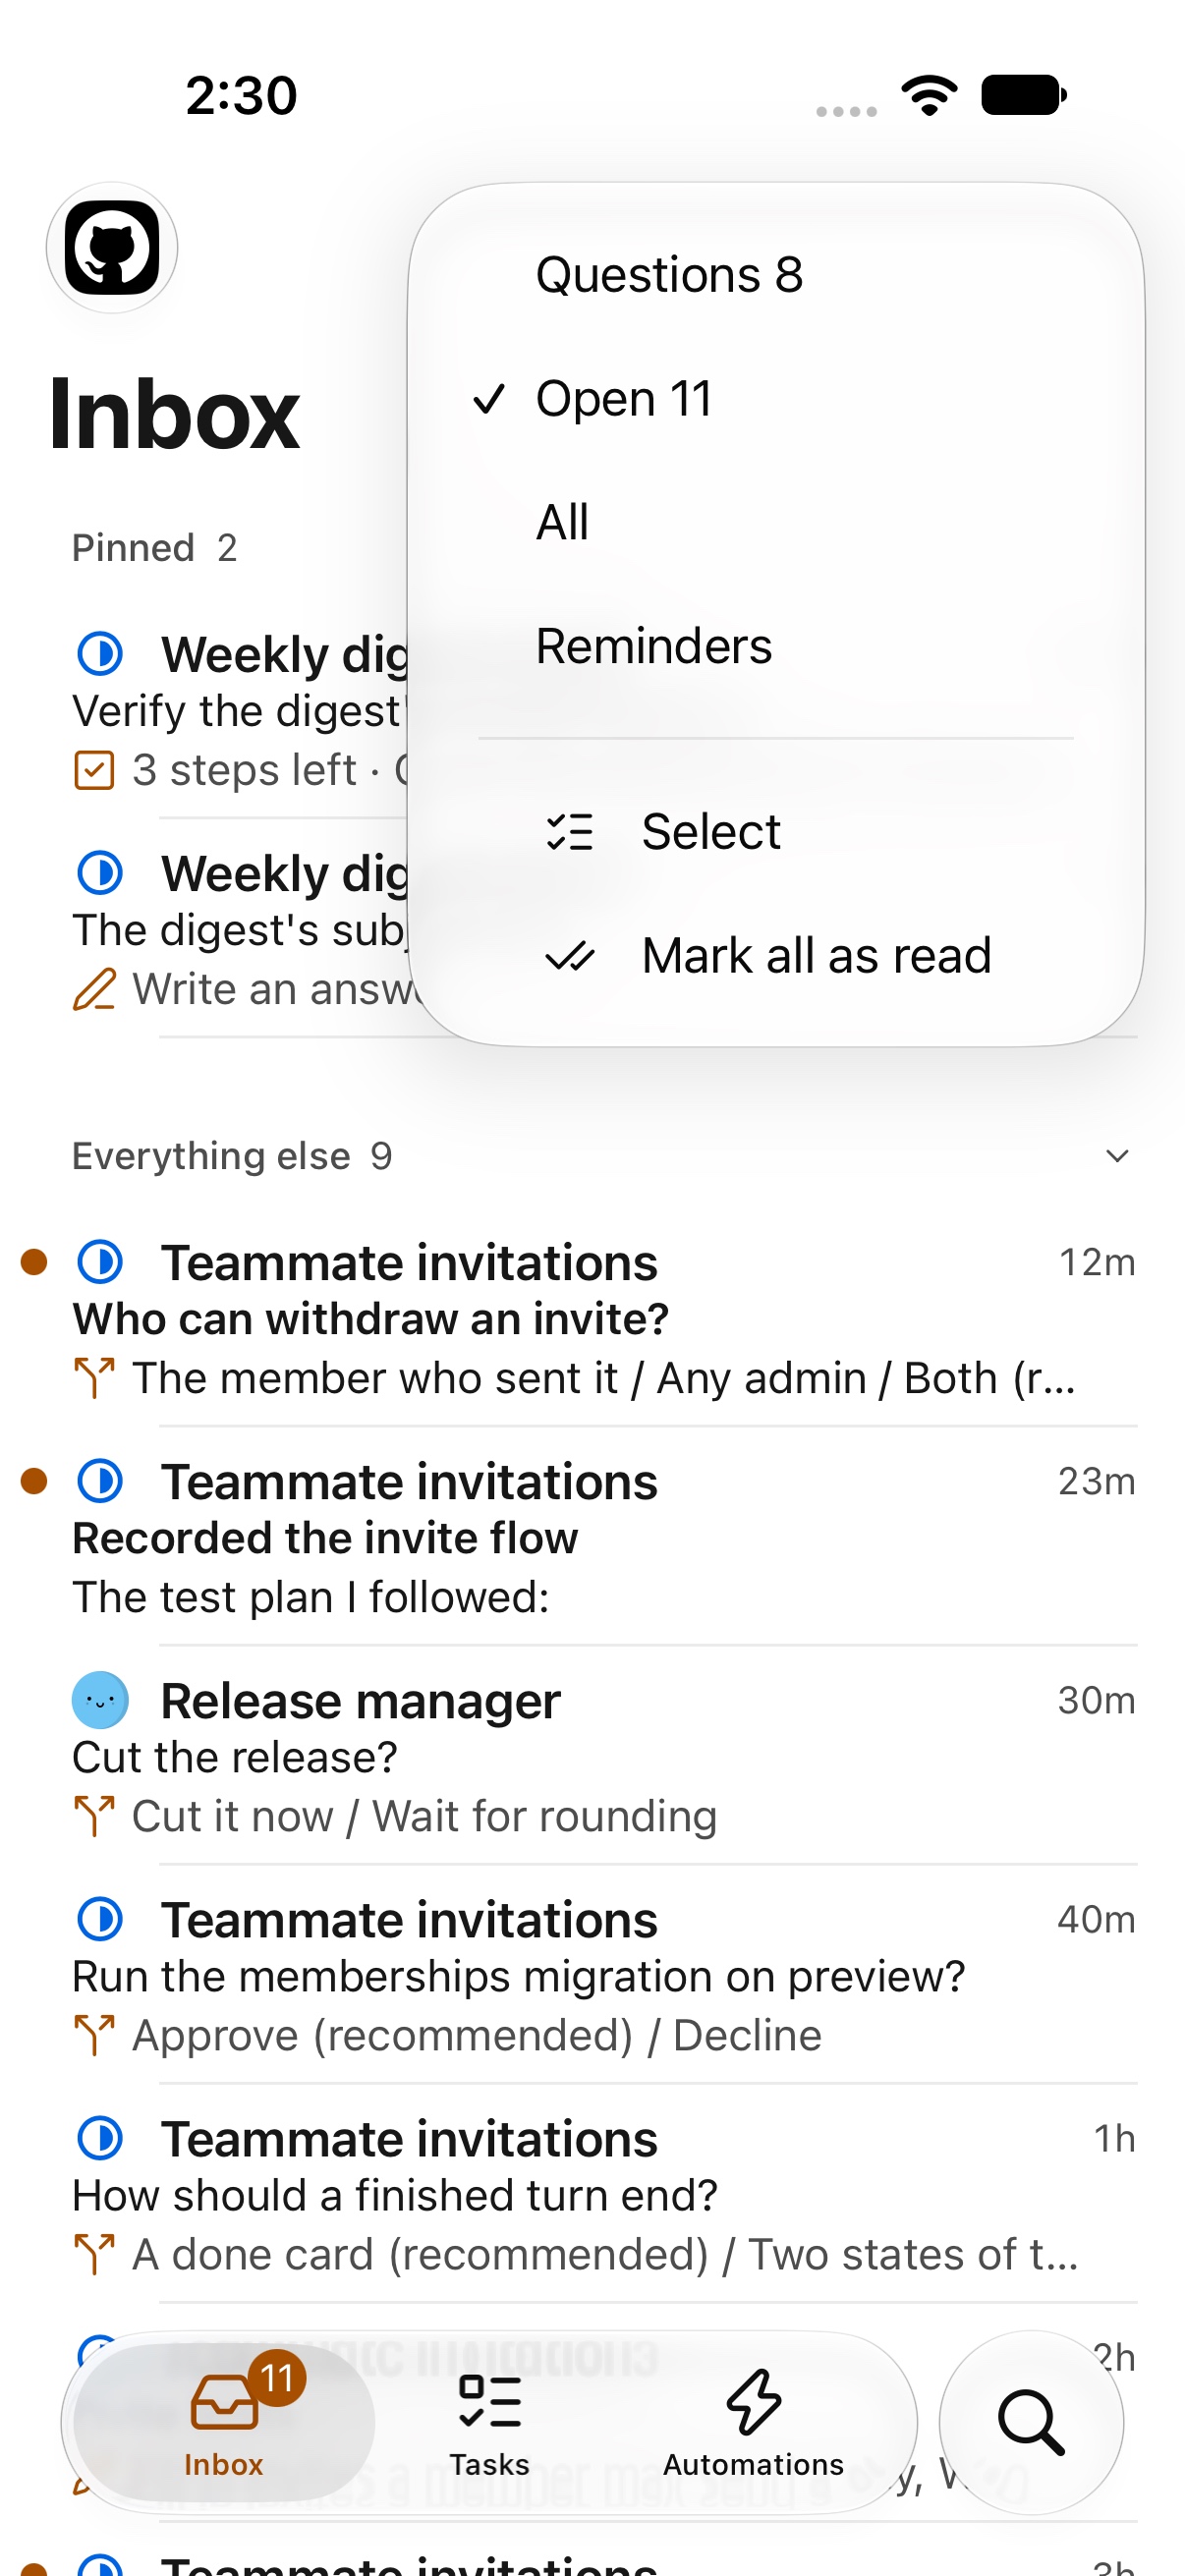 2:30
Questions 8
Open 11
All
Reminders
Select
Mark all as read
Inbox
Pinned 2
Weekly dig
Verify the digest'
3 steps left ·
Weekly dig
The digest's subj
Write an answe
Everything else 9
Teammate invitations 12m
Who can withdraw an invite?
The member who sent it / Any admin / Both (r...
Teammate invitations 23m
Recorded the invite flow
The test plan I followed:
Release manager 30m
Cut the release?
Cut it now / Wait for rounding
Teammate invitations 40m
Run the memberships migration on preview?
Approve (recommended) / Decline
Teammate invitations 1h
How should a finished turn end?
A done card (recommended) / Two states of t...
2h
11
Inbox
Tasks
Automations
Teammate invitations 3h